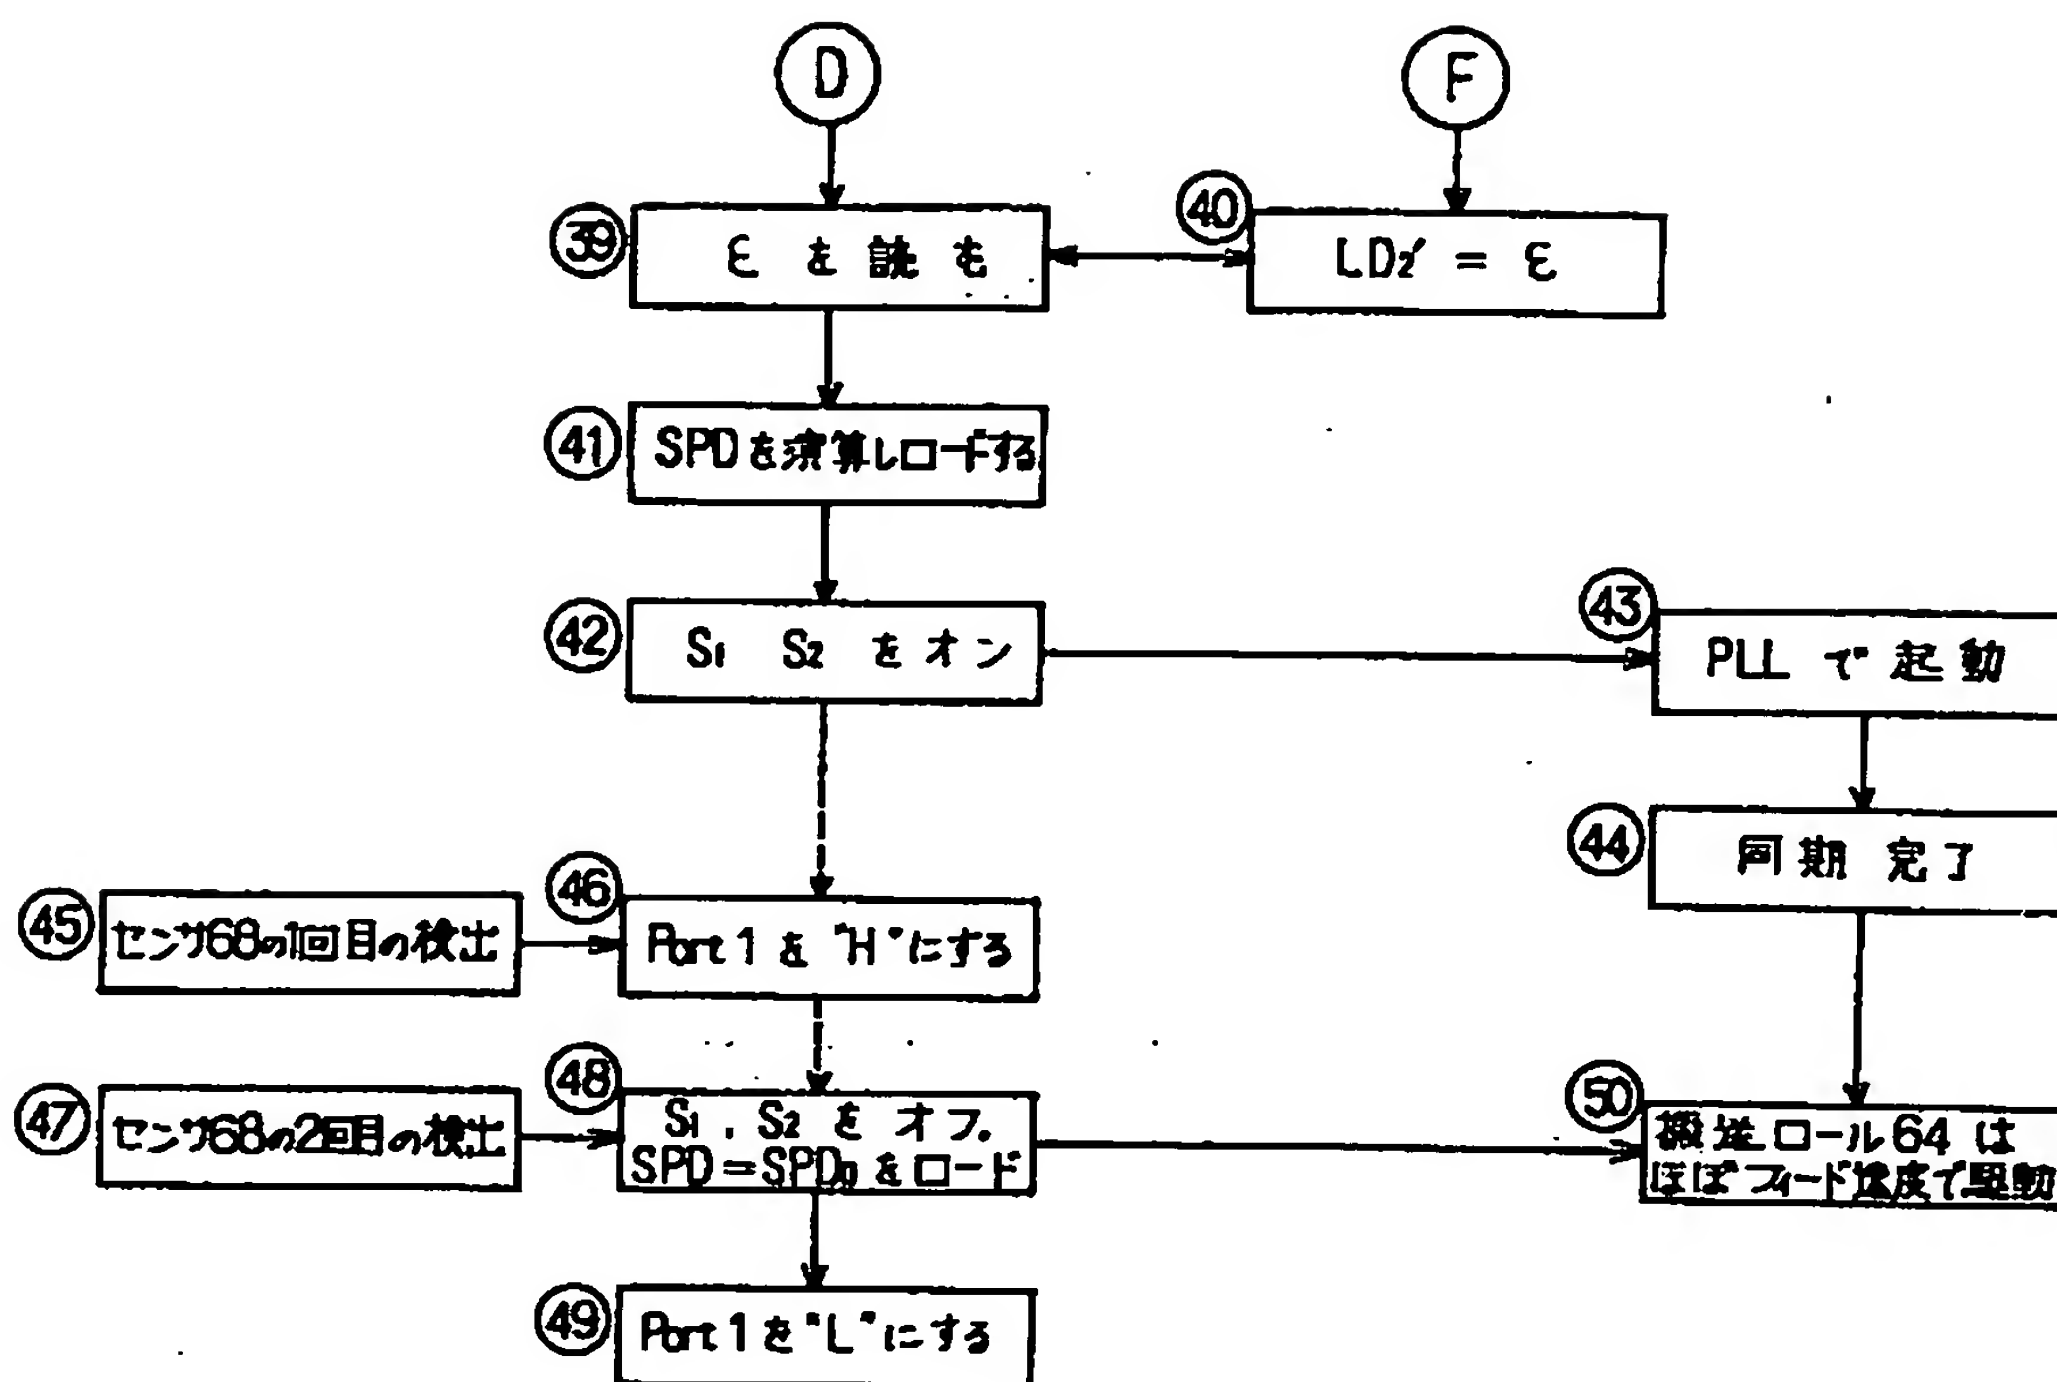 D
F
39
ε を 読 む
40
LD₂′ = ε
41
SPDを演算しロードする
42
S₁ S₂ をオン
43
PLL で 起 動
44
同 期 完 了
45
センサ68の1回目の検出
46
Port 1 を "H" にする
47
センサ68の2回目の検出
48
S₁ . S₂ を オ フ.
SPD=SPD₀ をロード
50
搬 送 ロール 64 は
ほぼフィード速度で駆動
49
Port 1 を "L" にする